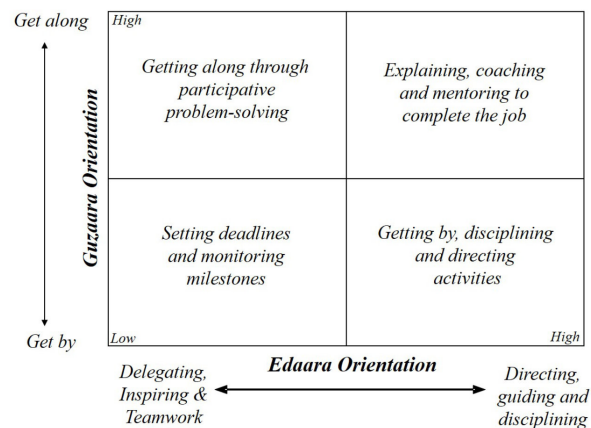 Get along
High
Getting along through
participative
problem-solving
Explaining, coaching
and mentoring to
complete the job
Guzaara Orientation
Setting deadlines
and monitoring
milestones
Getting by, disciplining
and directing
activities
Get by
Low
High
Edaara Orientation
Delegating,
Inspiring &
Teamwork
Directing,
guiding and
disciplining